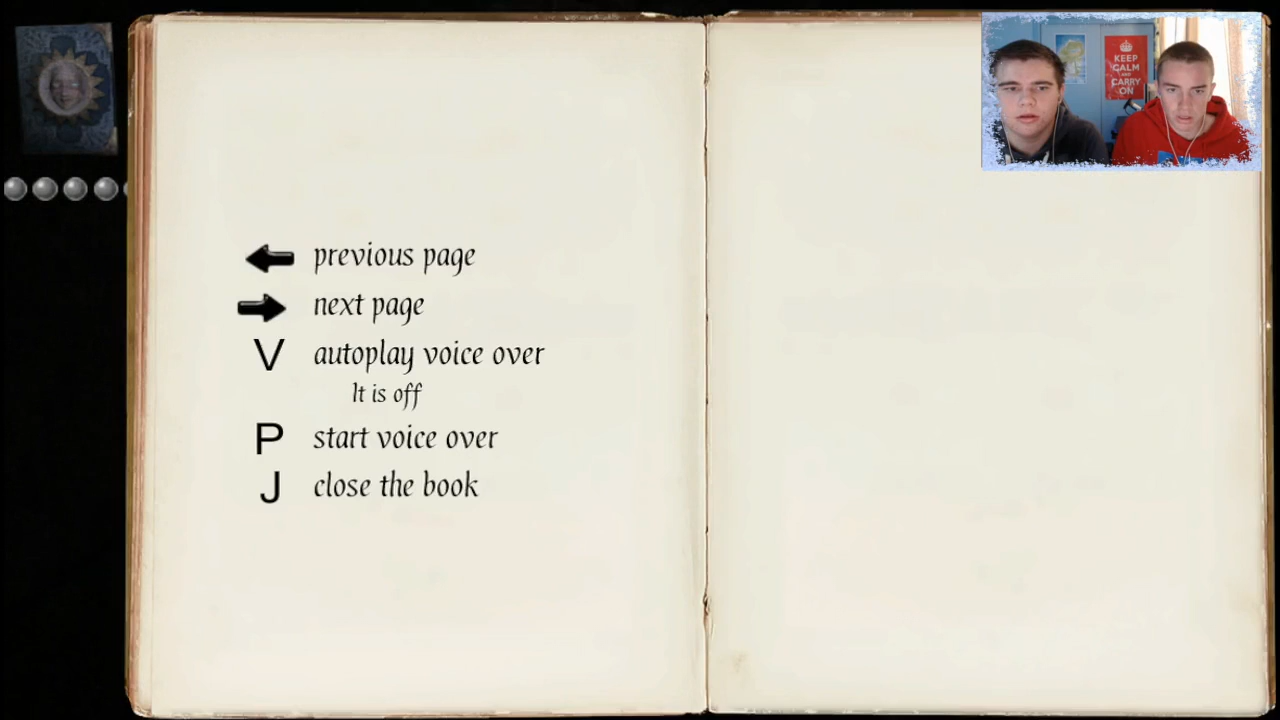 KEEP
CALM
AND
CARRY
ON
previous page
next page
V autoplay voice over
It is off
P start voice over
J close the book